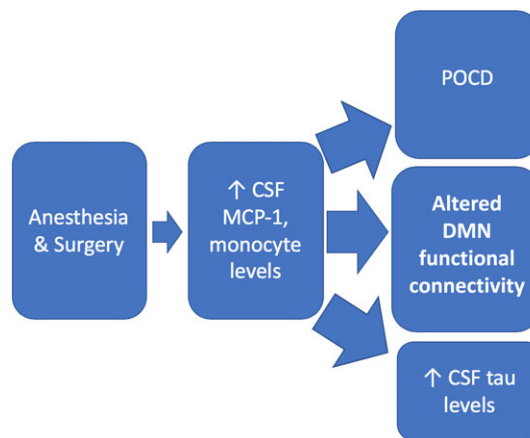 Anesthesia
& Surgery
↑ CSF
MCP-1,
monocyte
levels
POCD
Altered
DMN
functional
connectivity
↑ CSF tau
levels